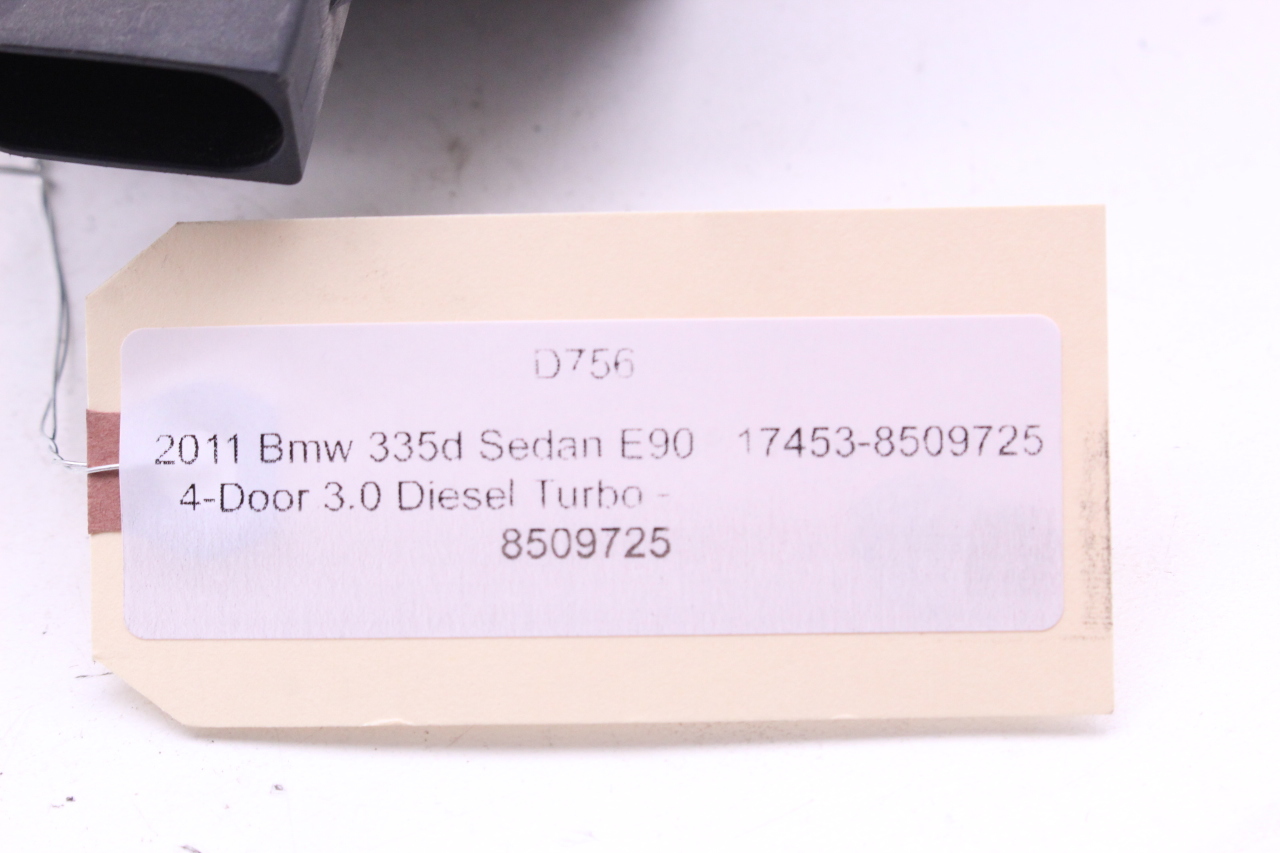 D756
2011 Bmw 335d Sedan E90 17453-8509725
4-Door 3.0 Diesel Turbo -
8509725